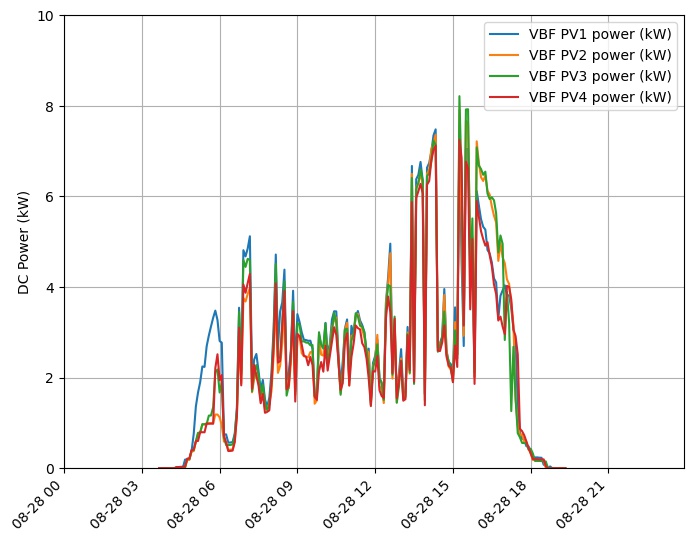 10
8
6
4
2
0
DC Power (kW)
VBF PV1 power (kW)
VBF PV2 power (kW)
VBF PV3 power (kW)
VBF PV4 power (kW)
08-28 00
08-28 03
08-28 06
08-28 09
08-28 12
08-28 15
08-28 18
08-28 21